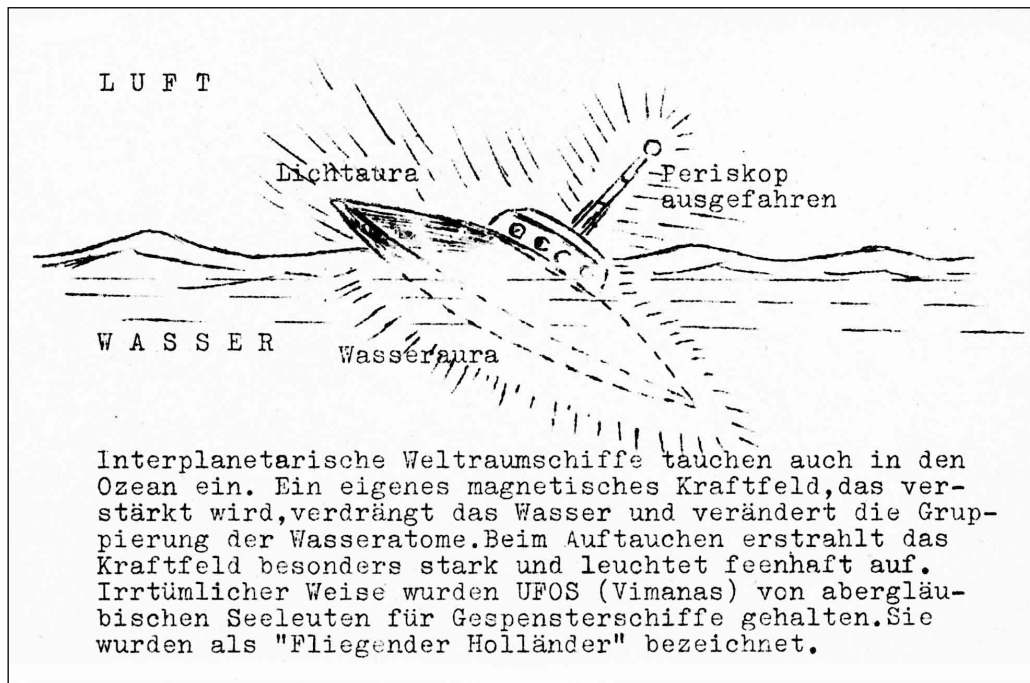 L U F T
Lichtaura
Periskop
ausgefahren
W A S S E R
Wasseraura
Interplanetarische Weltraumschiffe tauchen auch in den
Ozean ein. Ein eigenes magnetisches Kraftfeld,das ver-
stärkt wird,verdrängt das Wasser und verändert die Grup-
pierung der Wasseratome.Beim Auftauchen erstrahlt das
Kraftfeld besonders stark und leuchtet feenhaft auf.
Irrtümlicher Weise wurden UFOS (Vimanas) von abergläu-
bischen Seeleuten für Gespensterschiffe gehalten.Sie
wurden als "Fliegender Holländer" bezeichnet.